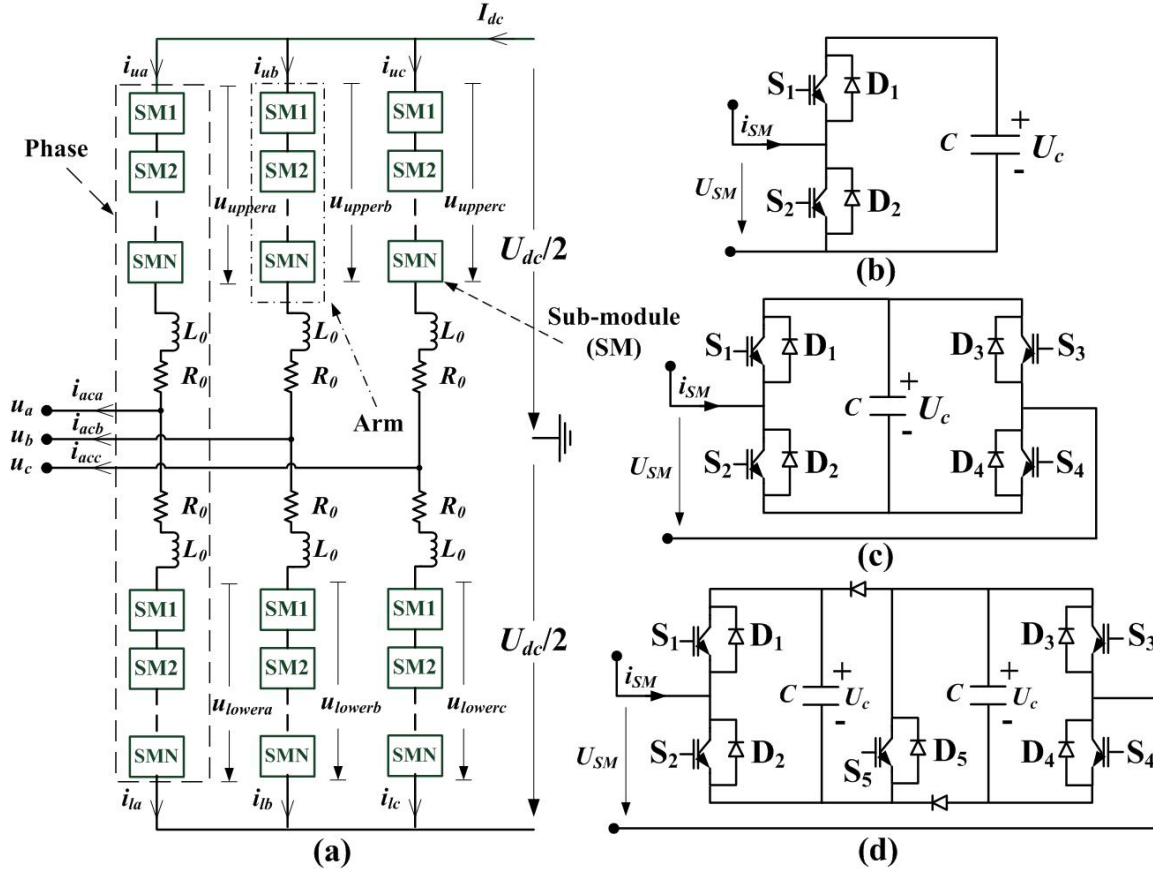 I_dc
i_ua i_ub i_uc
SM1 SM1 SM1
Phase
SM2 SM2 SM2
u_uppera u_upperb u_upperc
SMN SMN SMN
U_dc/2
L_0 L_0 L_0
Sub-module
(SM)
R_0 R_0 R_0
Arm
i_aca
u_a
i_acb
u_b
i_acc
u_c
R_0 R_0 R_0
L_0 L_0 L_0
SM1 SM1 SM1
U_dc/2
SM2 SM2 SM2
u_lowera u_lowerb u_lowerc
SMN SMN SMN
i_la i_lb i_lc
(a)
S_1 D_1
i_SM
C + U_c -
U_SM
S_2 D_2
(b)
S_1 D_1 D_3 S_3
i_SM
C + U_c -
U_SM
S_2 D_2 D_4 S_4
(c)
S_1 D_1 D_3 S_3
i_SM
C + U_c - C + U_c -
U_SM
S_2 D_2 S_5 D_5 D_4 S_4
(d)